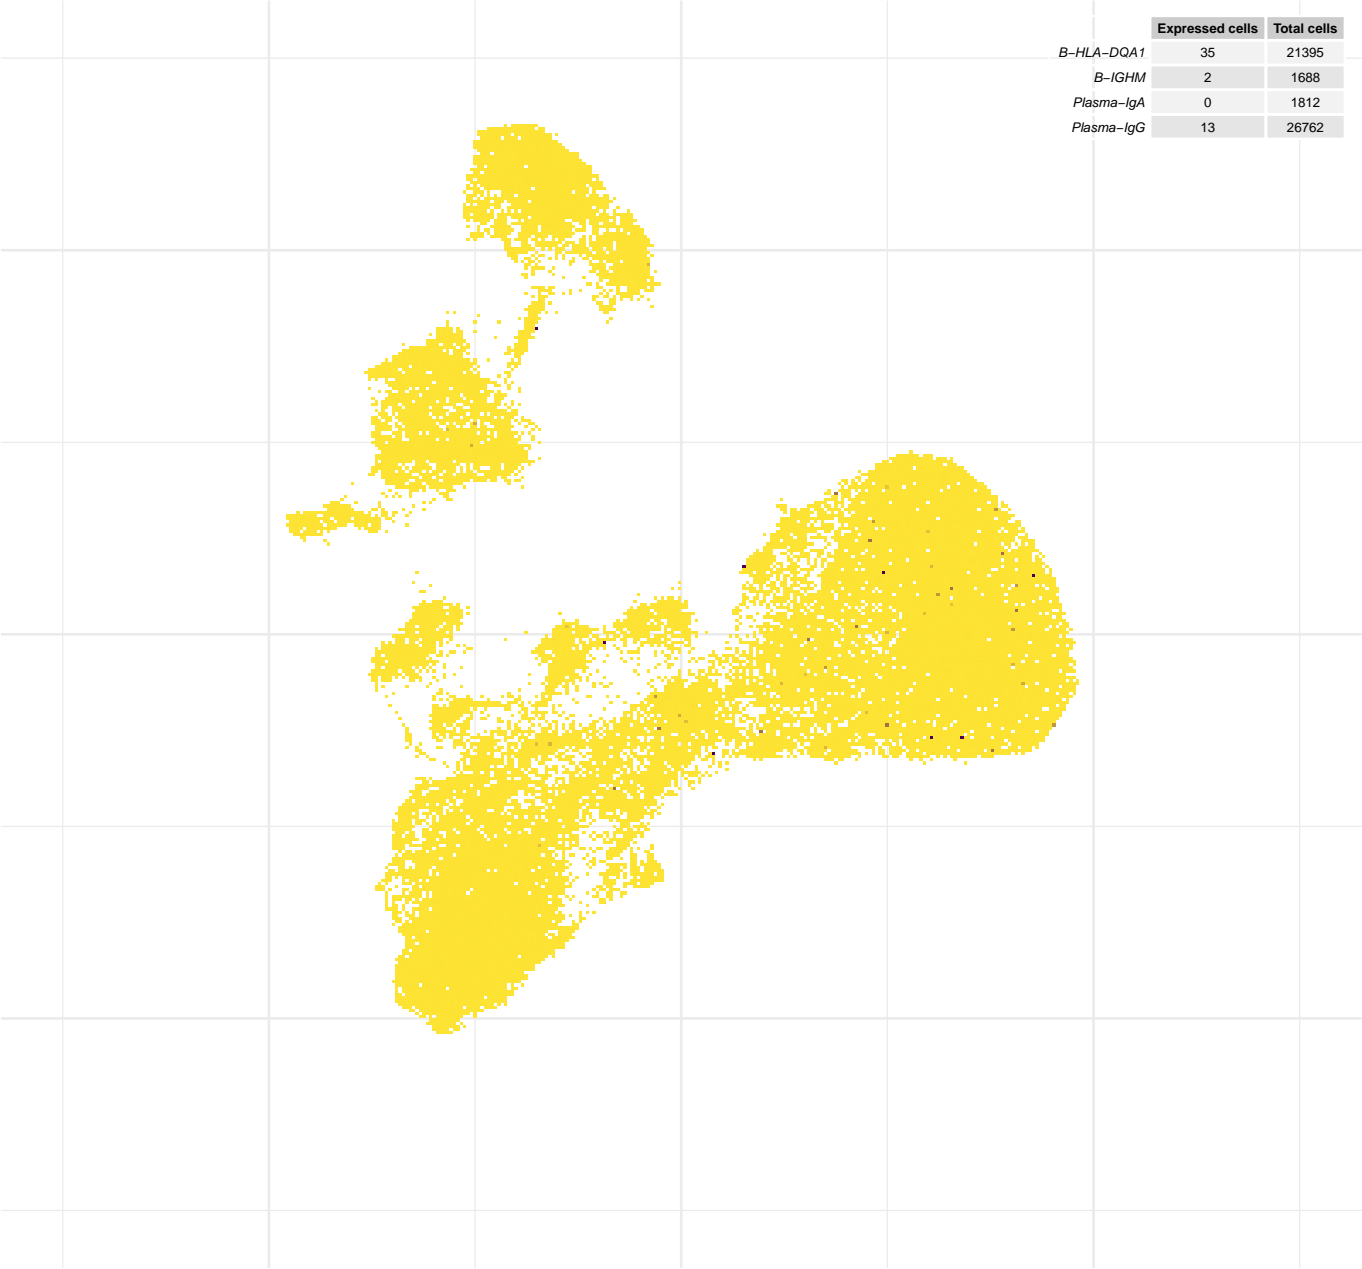 Expressed cells Total cells
B−HLA−DQA1 35 21395
B−IGHM 2 1688
Plasma−IgA 0 1812
Plasma−IgG 13 26762